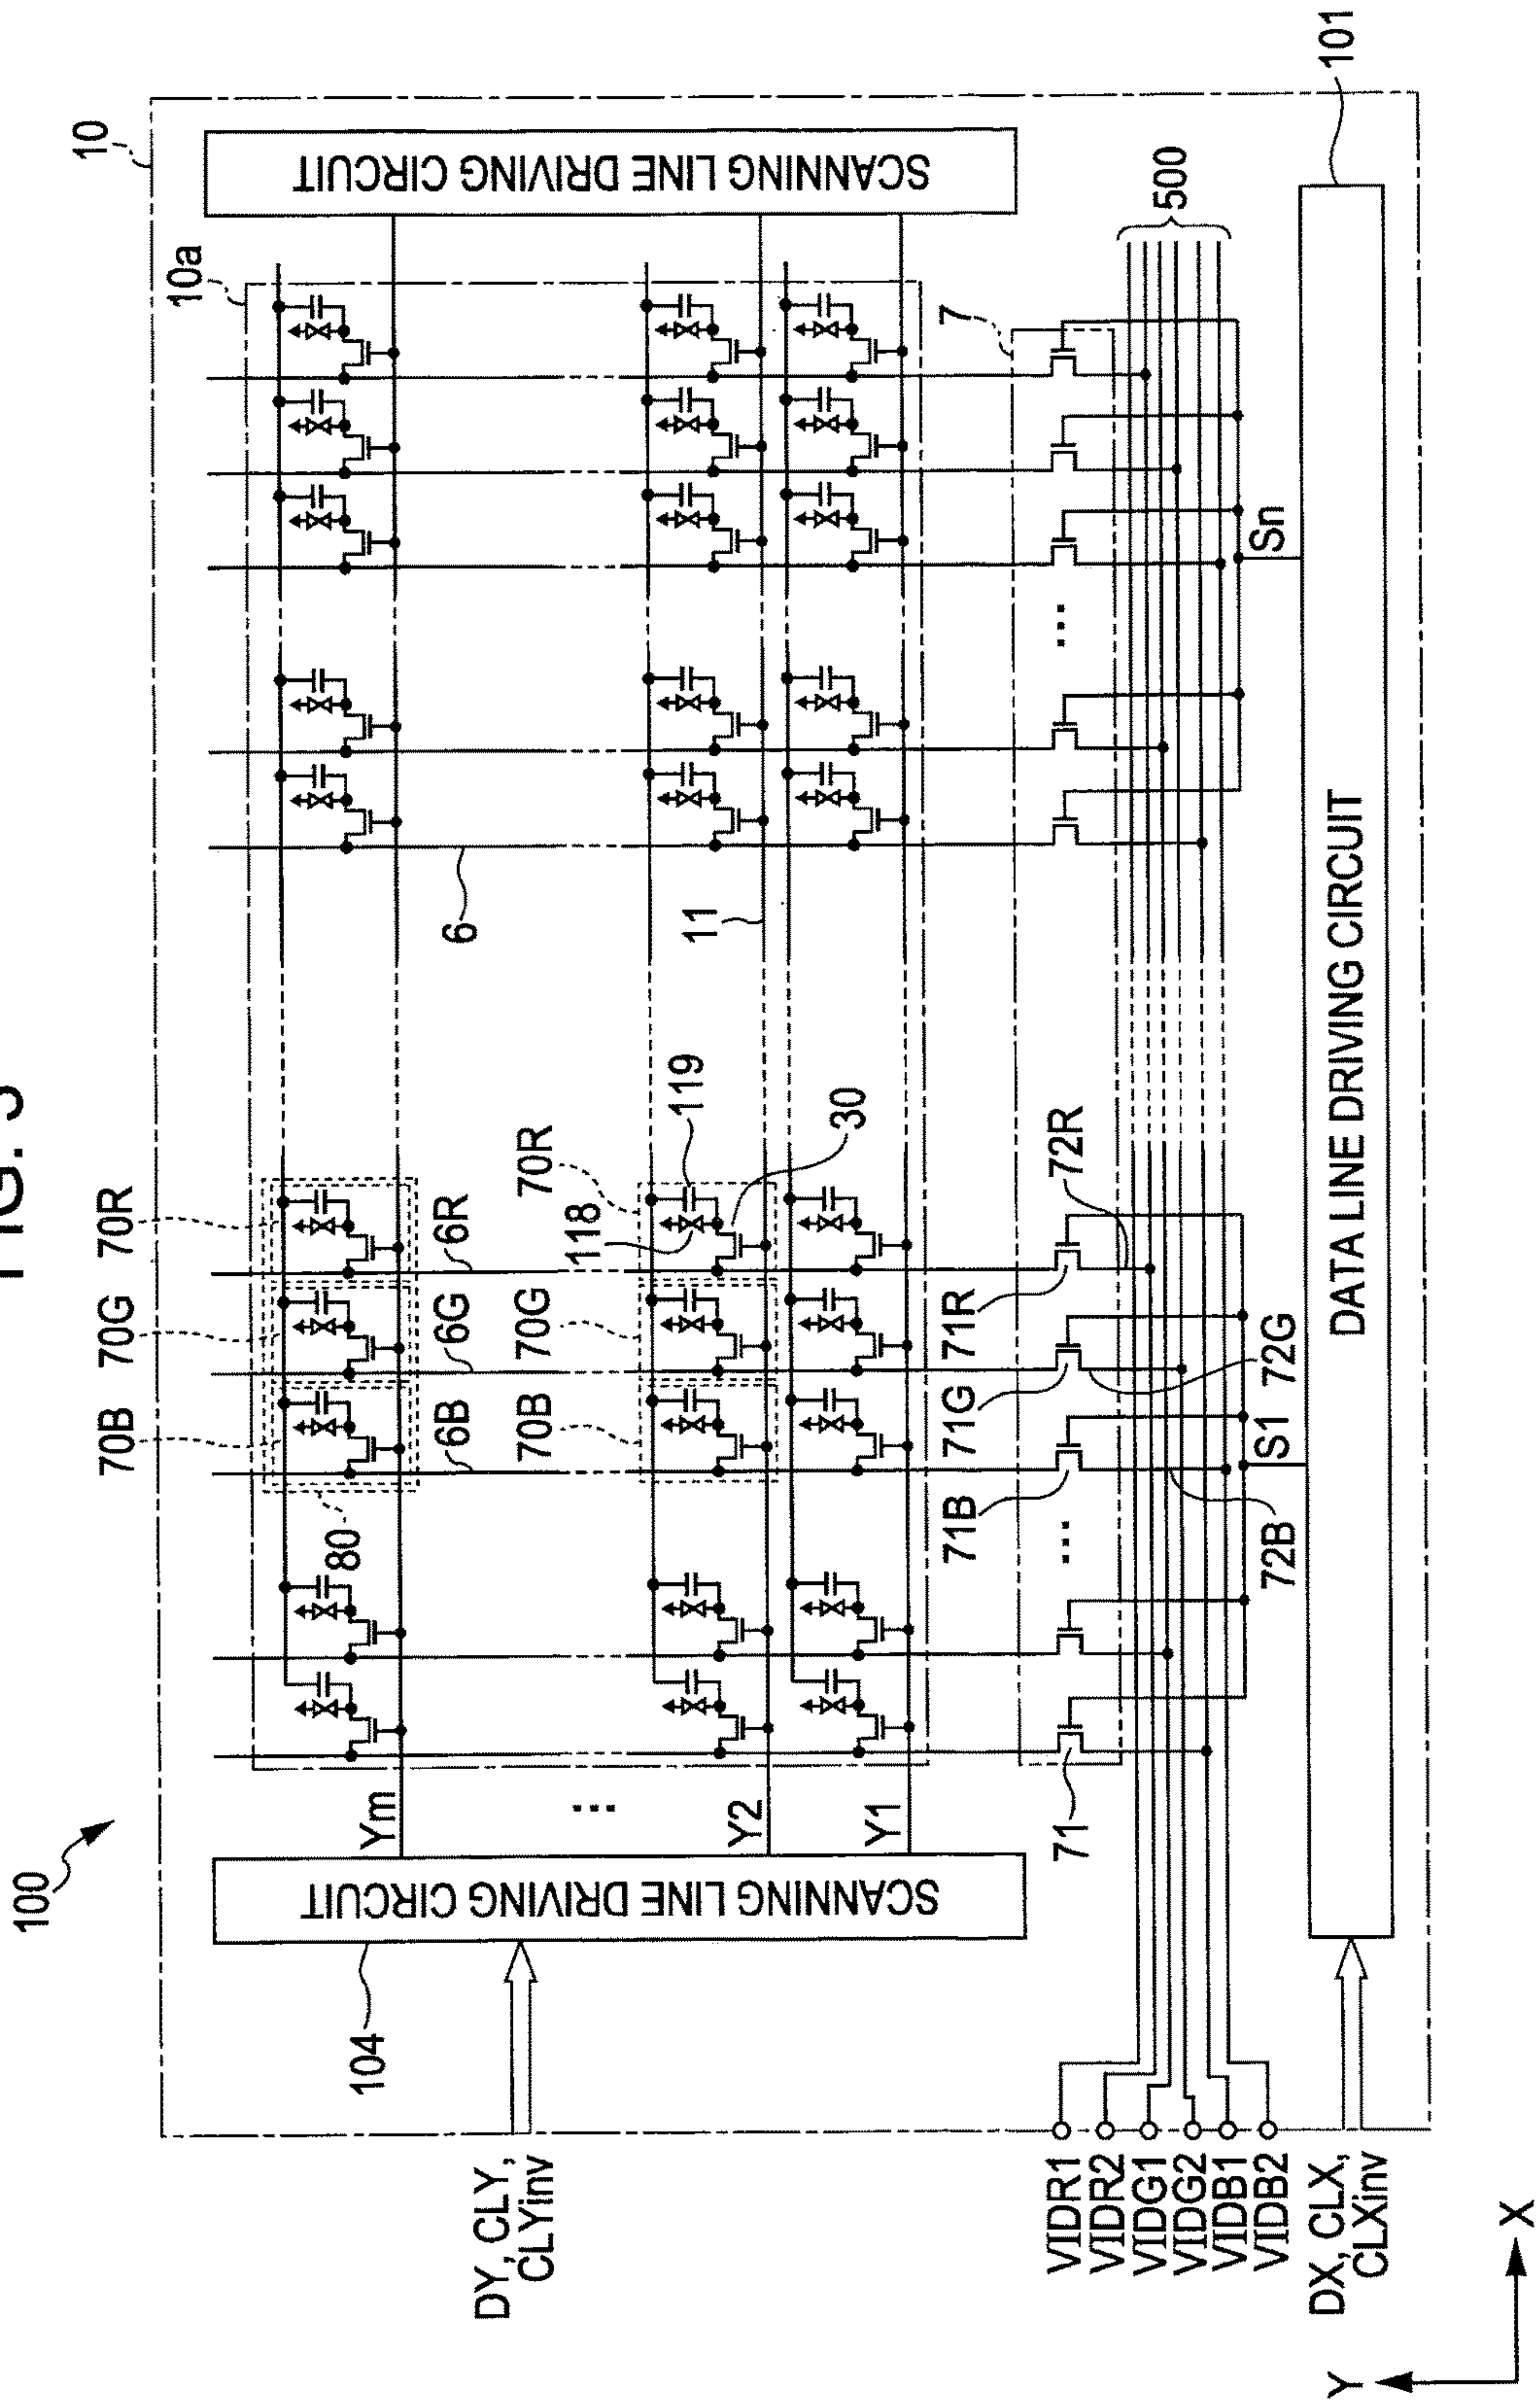 FIG. 3
100
10
10a
70B
70G
70R
80
6B
6G
6R
6
104
SCANNING LINE DRIVING CIRCUIT
SCANNING LINE DRIVING CIRCUIT
Ym
...
Y2
Y1
DY, CLY,
CLYinv
70B
70G
70R
118
119
30
11
7
71
...
71B
71G
71R
72R
...
500
VIDR1
VIDR2
VIDG1
VIDG2
VIDB1
VIDB2
72B
S1
72G
Sn
DX, CLX,
CLXinv
DATA LINE DRIVING CIRCUIT
101
Y
X